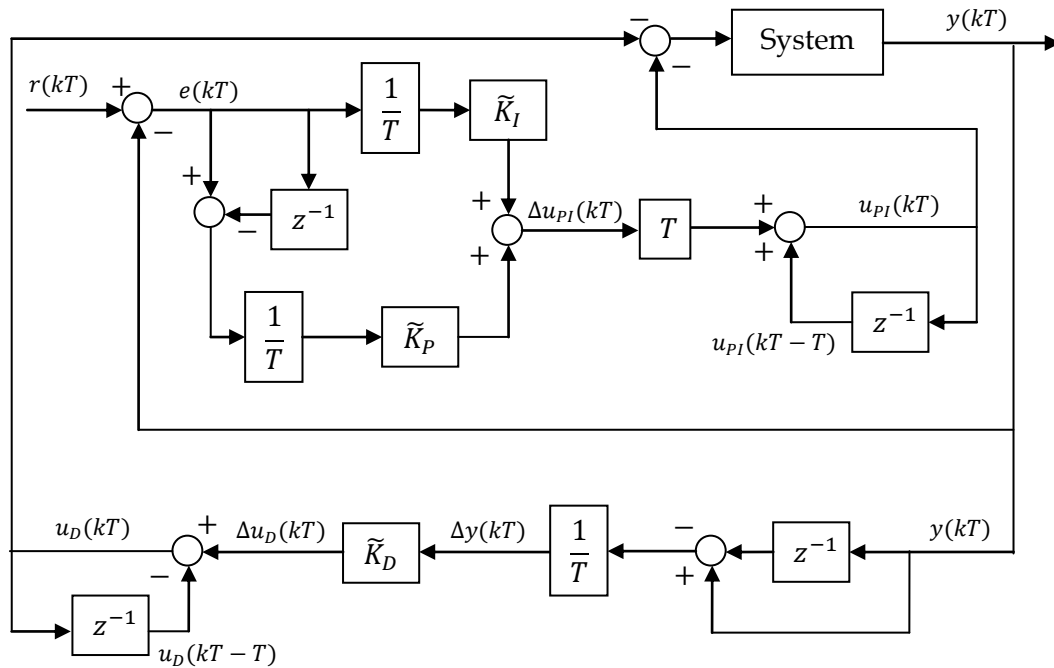 − System y(kT)
−
r(kT) + e(kT) 1/T K̃_I
−
+ z⁻¹ + Δu_PI(kT) T + u_PI(kT)
− + +
1/T K̃_P z⁻¹
u_PI(kT − T)
u_D(kT) + Δu_D(kT) K̃_D Δy(kT) 1/T − z⁻¹ y(kT)
− +
z⁻¹
u_D(kT − T)